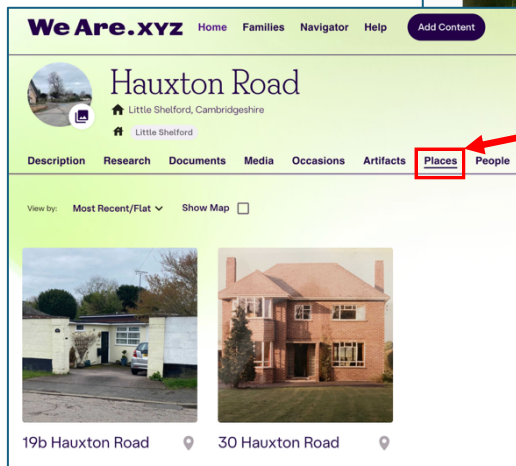 We Are.xyz Home Families Navigator Help Add Content
Hauxton Road
Little Shelford, Cambridgeshire
Little Shelford
Description Research Documents Media Occasions Artifacts Places People
View by: Most Recent/Flat Show Map
19b Hauxton Road 30 Hauxton Road